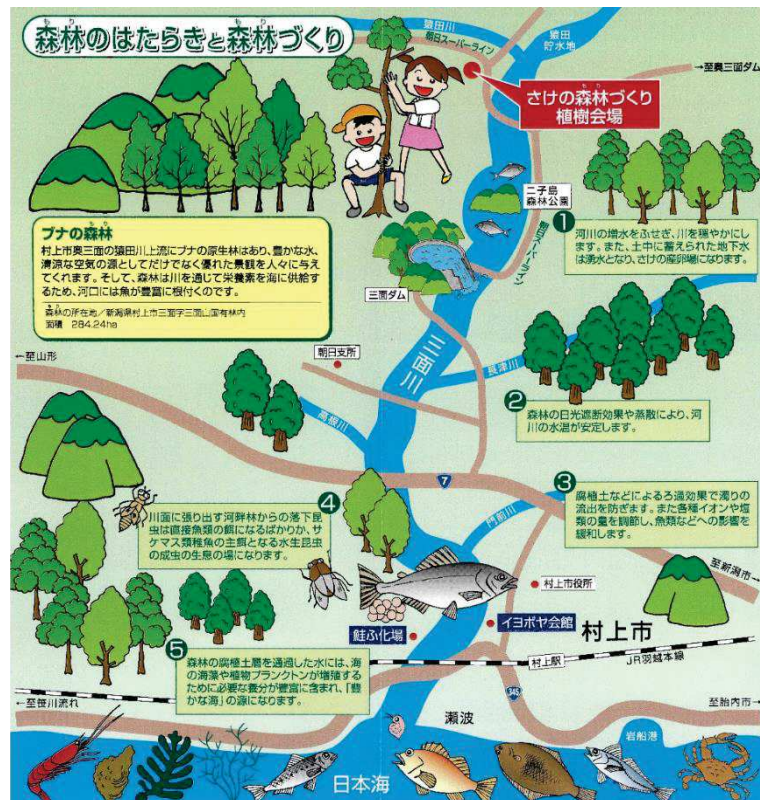 森林のはたらきと森林づくり
もり
もり
猿田川
朝日スーパーライン
猿田
貯水池
→至奥三面ダム
さけの森林づくり
もり
植樹会場
二子島
森林公園
朝日スーパーライン
三面ダム
ブナの森林
もり
村上市奥三面の猿田川上流にブナの原生林はあり、豊かな水、
清涼な空気の源としてだけでなく優れた景観を人々に与え
てくれます。そして、森林は川を通じて栄養素を海に供給す
るため、河口には魚が豊富に根付くのです。
森林の所在地/新潟県村上市三面字三面山国有林内
面積 284.24ha
1
河川の増水をふせぎ、川を穏やかにし
ます。また、土中に蓄えられた地下水
は湧水となり、さけの産卵場になります。
←至山形
朝日支所
三面川
長津川
高根川
2
森林の日光遮断効果や蒸散により、河
川の水温が安定します。
7
3
腐植土などによるろ過効果で濁りの
流出を防ぎます。また各種イオンや塩
類の量を調節し、魚類などへの影響を
緩和します。
門前川
4
川面に張り出す河畔林からの落下昆
虫は直接魚類の餌になるばかりか、サ
ケマス類稚魚の主餌となる水生昆虫
の成虫の生息の場になります。
至新潟市→
村上市役所
イヨボヤ会館
鮭ふ化場
村上市
村上駅
JR羽越本線
5
森林の腐植土層を通過した水には、海
の海藻や植物プランクトンが増殖する
ために必要な養分が豊富に含まれ、「豊
かな海」の源になります。
←至笹川流れ
345
至胎内市→
瀬波
岩船港
日本海